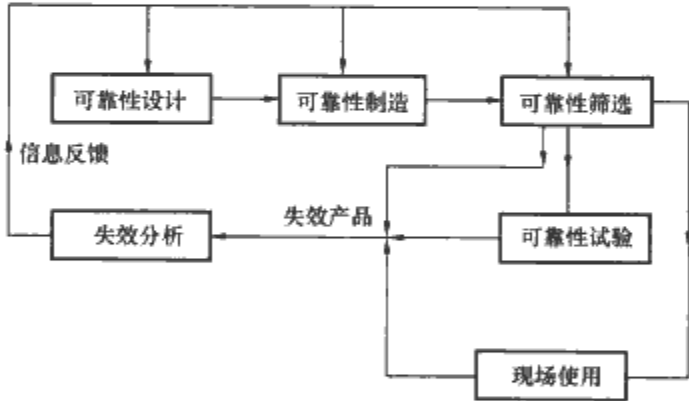 可靠性设计
可靠性制造
可靠性筛选
信息反馈
失效产品
失效分析
可靠性试验
现场使用